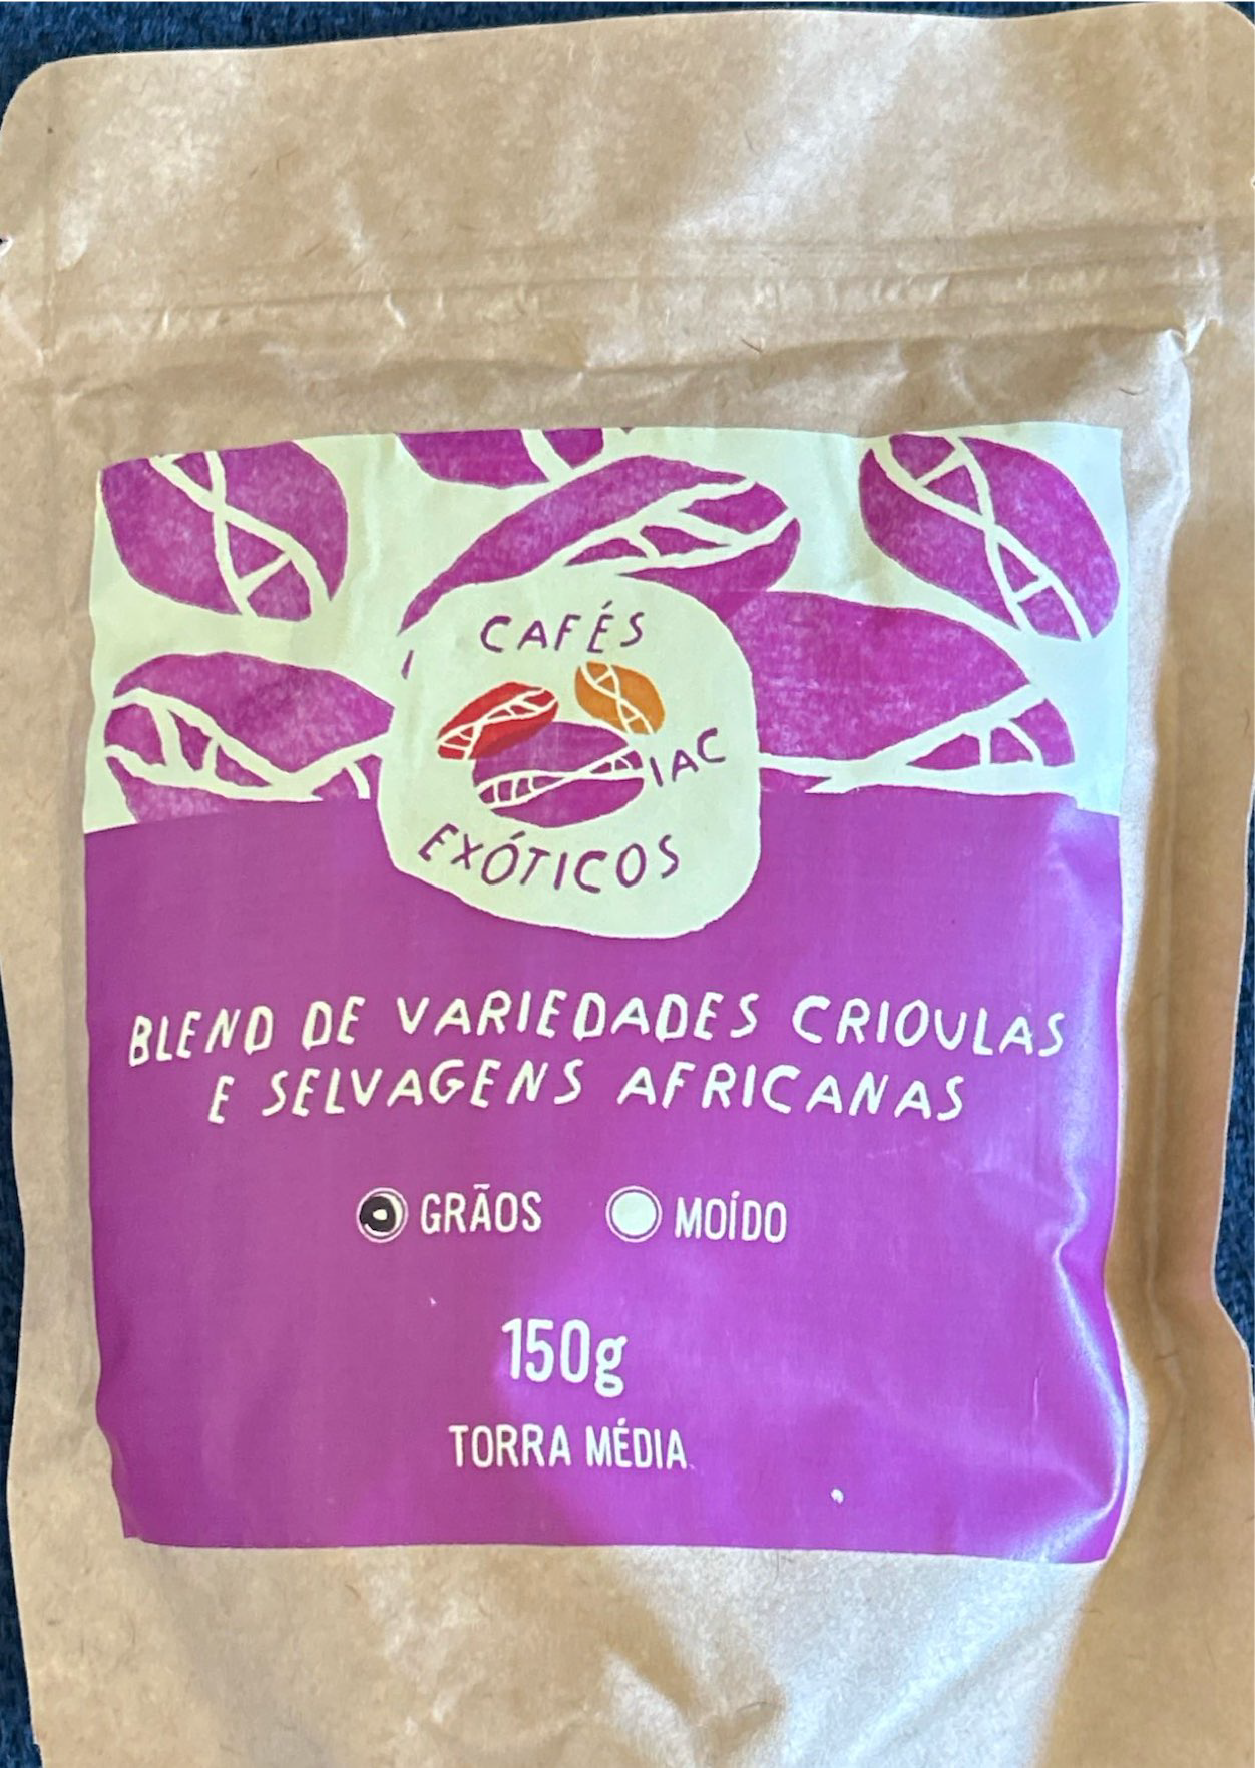 CAFÉS
IAC
EXÓTICOS
BLEND DE VARIEDADES CRIOULAS
E SELVAGENS AFRICANAS
GRÃOS MOÍDO
150g
TORRA MÉDIA